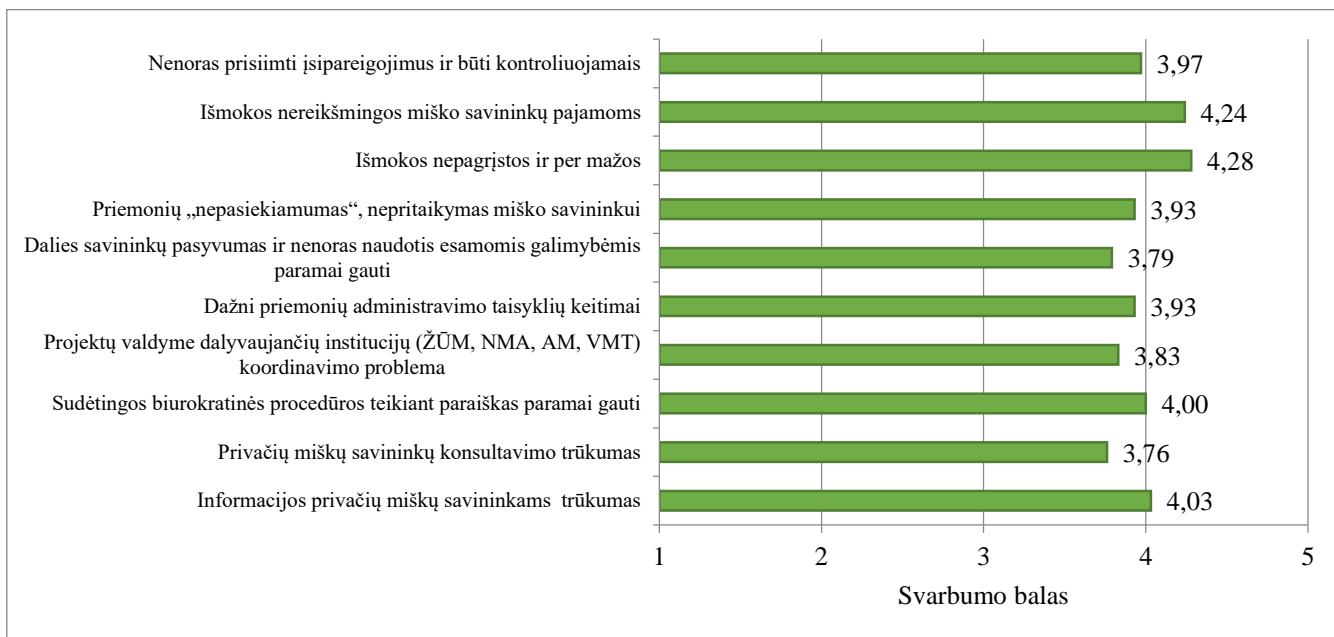 Nenoras prisiimti įsipareigojimus ir būti kontroliuojamais
3,97
Išmokos nereikšmingos miško savininkų pajamoms
4,24
Išmokos nepagrįstos ir per mažos
4,28
Priemonių „nepasiekiamumas“, nepritaikymas miško savininkui
3,93
Dalies savininkų pasyvumas ir nenoras naudotis esamomis galimybėmis
paramai gauti
3,79
Dažni priemonių administravimo taisyklių keitimai
3,93
Projektų valdyme dalyvaujančių institucijų (ŽŪM, NMA, AM, VMT)
koordinavimo problema
3,83
Sudėtingos biurokratinės procedūros teikiant paraiškas paramai gauti
4,00
Privačių miškų savininkų konsultavimo trūkumas
3,76
Informacijos privačių miškų savininkams trūkumas
4,03
1 2 3 4 5
Svarbumo balas